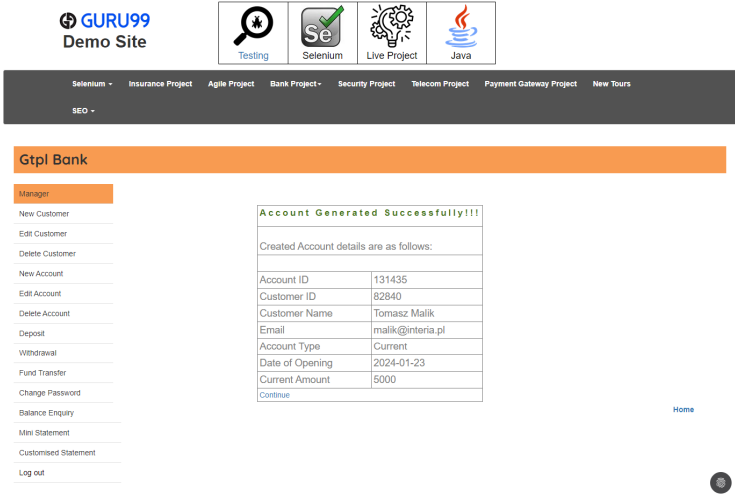 GURU99
Demo Site
Testing
Se
Selenium
Live Project
Java
Selenium Insurance Project Agile Project Bank Project Security Project Telecom Project Payment Gateway Project New Tours
SEO
Gtpl Bank
Manager
New Customer
Edit Customer
Delete Customer
New Account
Edit Account
Delete Account
Deposit
Withdrawal
Fund Transfer
Change Password
Balance Enquiry
Mini Statement
Customised Statement
Log out
Account Generated Successfully!!!
Created Account details are as follows:
Account ID 131435
Customer ID 82840
Customer Name Tomasz Malik
Email malik@interia.pl
Account Type Current
Date of Opening 2024-01-23
Current Amount 5000
Continue
Home